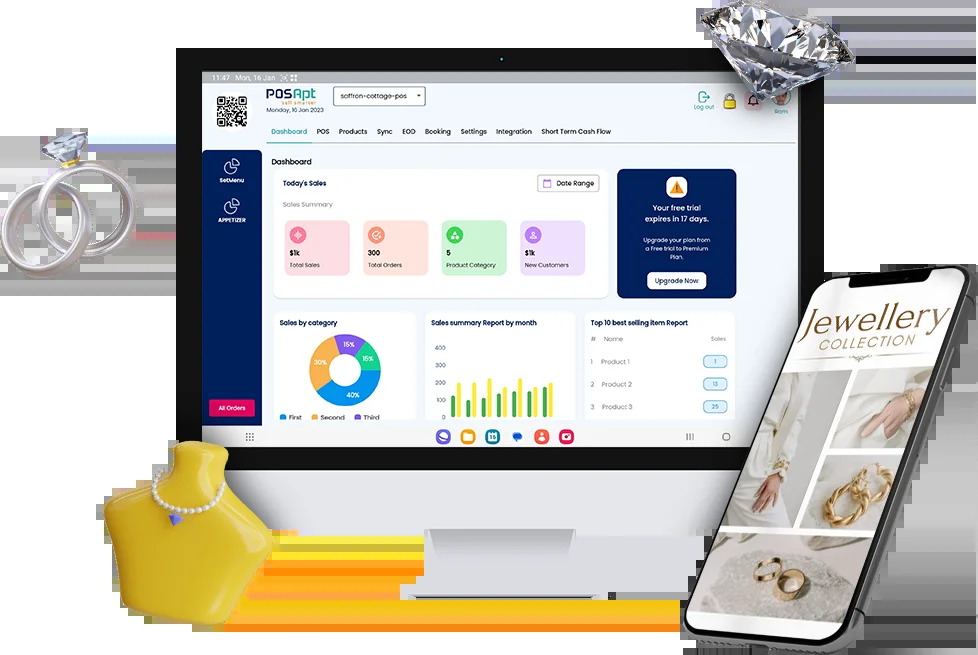 11:47 Mon, 16 Jan
POSApt
sell smarter
Monday, 16 Jan 2023
saffron-cottage-pos
Log out
Dashboard POS Products Sync EOD Booking Settings Integration Short Term Cash Flow
SetMenu
APPETIZER
All Orders
Dashboard
Today's Sales
Date Range
Sales Summary
$1k
Total Sales
300
Total Orders
5
Product Category
$1k
New Customers
Your free trial
expires in 17 days.
Upgrade your plan from
a Free trial to Premium
Plan.
Upgrade Now
Sales by category
15%
15%
30%
40%
First Second Third
Sales summary Report by month
400
300
200
100
0
Top 10 best selling item Report
# Name Sales
1 Product 1 1
2 Product 2 13
3 Product 3 25
Jewellery
COLLECTION